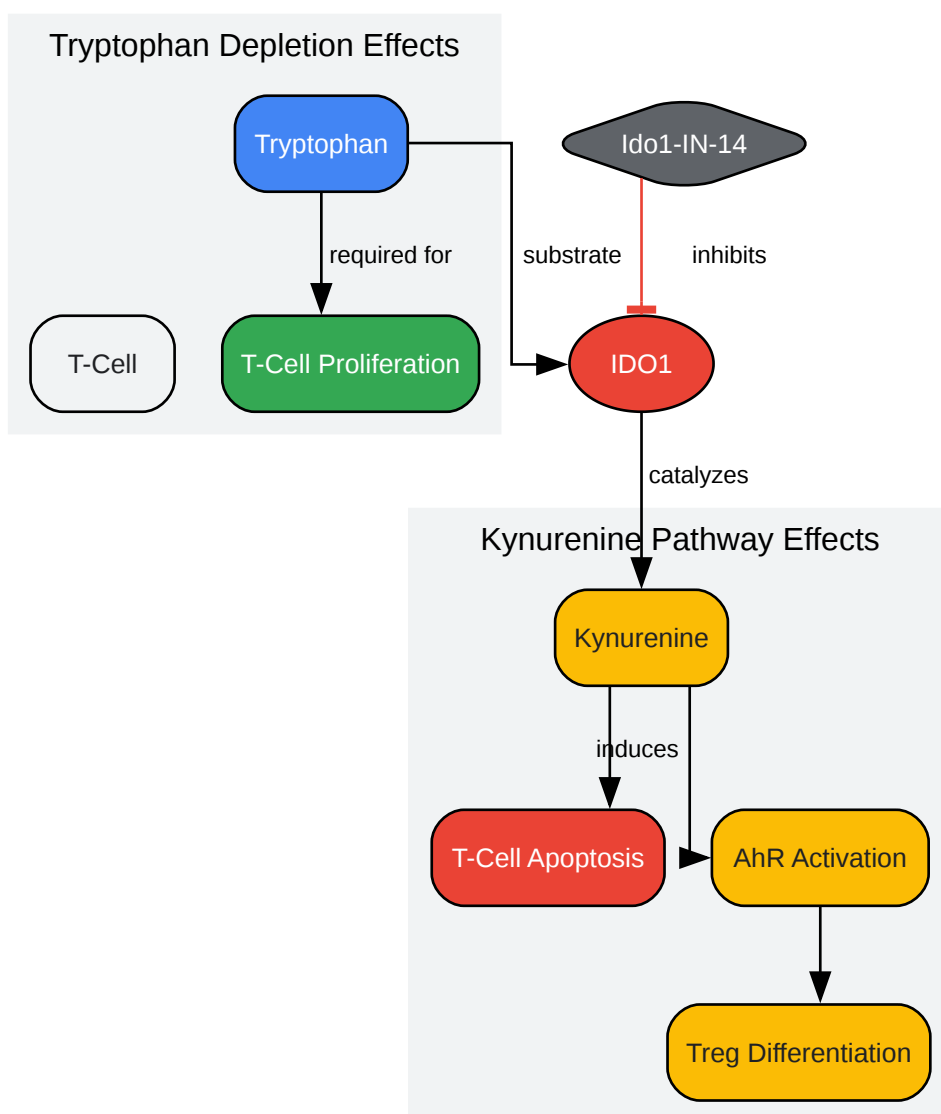 Tryptophan Depletion Effects
Tryptophan
Ido1-IN-14
required for
substrate
inhibits
T-Cell
T-Cell Proliferation
IDO1
catalyzes
Kynurenine Pathway Effects
Kynurenine
induces
T-Cell Apoptosis
AhR Activation
Treg Differentiation